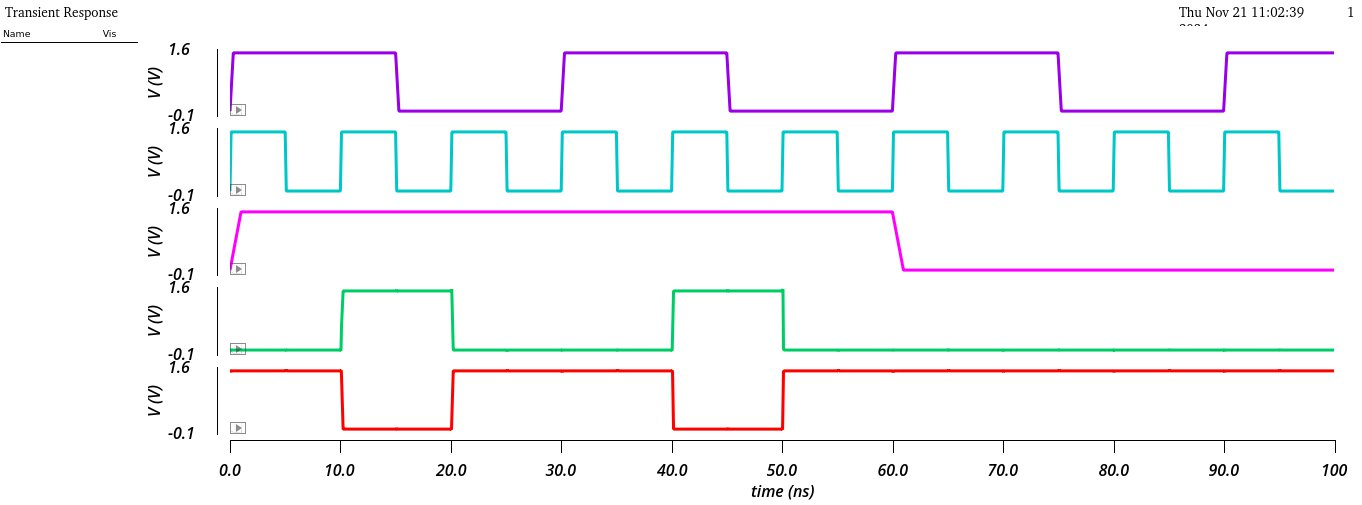 Transient Response
Thu Nov 21 11:02:39 1
2024
Name Vis
1.6
V (V)
-0.1
1.6
V (V)
-0.1
1.6
V (V)
-0.1
1.6
V (V)
-0.1
1.6
V (V)
-0.1
0.0 10.0 20.0 30.0 40.0 50.0 60.0 70.0 80.0 90.0 100
time (ns)